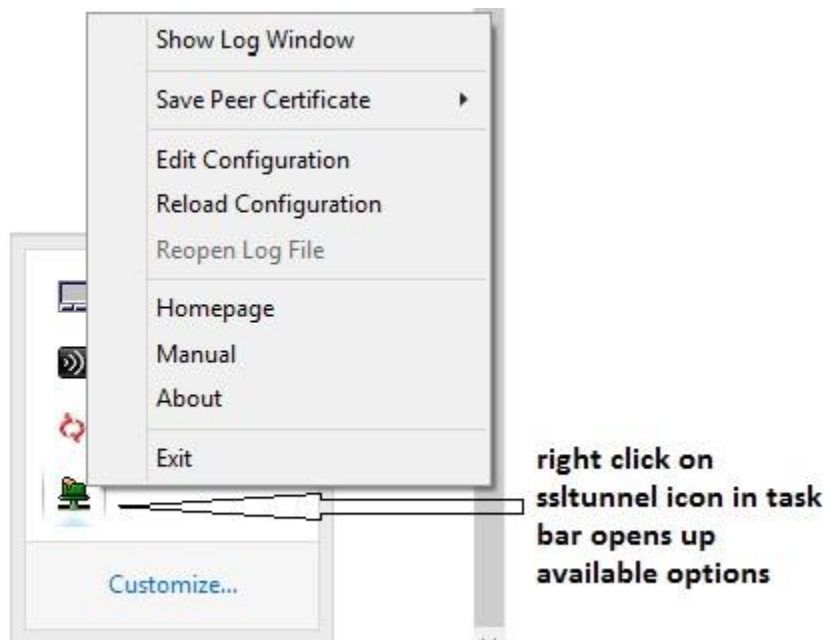 Show Log Window
Save Peer Certificate
Edit Configuration
Reload Configuration
Reopen Log File
Homepage
Manual
About
Exit
Customize...
right click on
ssltunnel icon in task
bar opens up
available options